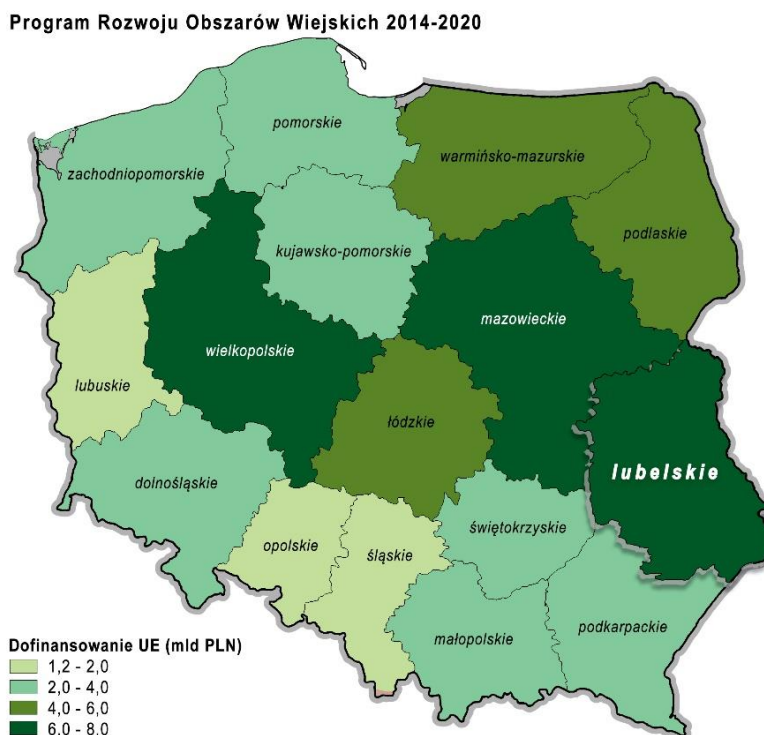 Program Rozwoju Obszarów Wiejskich 2014-2020
pomorskie
zachodniopomorskie
warmińsko-mazurskie
podlaskie
kujawsko-pomorskie
mazowieckie
wielkopolskie
lubuskie
łódzkie
lubelskie
dolnośląskie
świętokrzyskie
opolskie
śląskie
małopolskie
podkarpackie
Dofinansowanie UE (mld PLN)
1,2 - 2,0
2,0 - 4,0
4,0 - 6,0
6,0 - 8,0